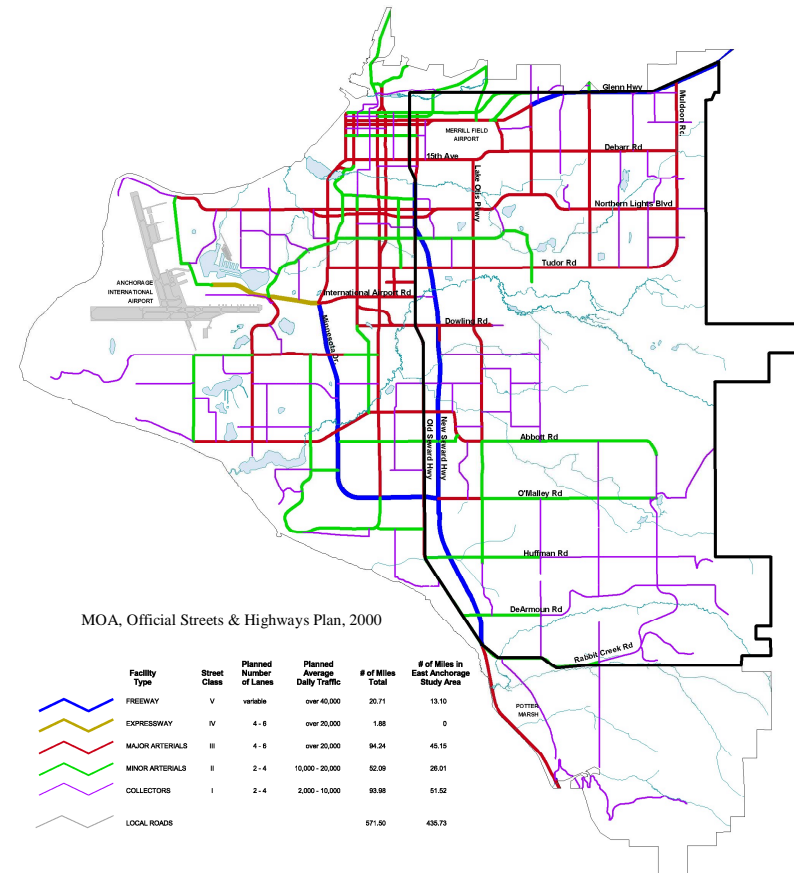 Glenn Hwy
Muldoon Rd.
MERRILL FIELD
AIRPORT
Debarr Rd
15th Ave
Lake Otis Pkwy
Northern Lights Blvd
Tudor Rd
ANCHORAGE
INTERNATIONAL
AIRPORT
International Airport Rd
Minnesota Dr.
Dowling Rd
Old Seward Hwy
New Seward Hwy
Abbott Rd
O'Malley Rd
Huffman Rd
DeArmoun Rd
Rabbit Creek Rd
POTTER
MARSH
MOA, Official Streets & Highways Plan, 2000
Facility Type Street Class Planned Number of Lanes Planned Average Daily Traffic # of Miles Total # of Miles in East Anchorage Study Area
FREEWAY V variable over 40,000 20.71 13.10
EXPRESSWAY IV 4 - 6 over 20,000 1.88 0
MAJOR ARTERIALS III 4 - 6 over 20,000 94.24 45.15
MINOR ARTERIALS II 2 - 4 10,000 - 20,000 52.09 26.01
COLLECTORS I 2 - 4 2,000 - 10,000 93.98 51.52
LOCAL ROADS 571.50 435.73